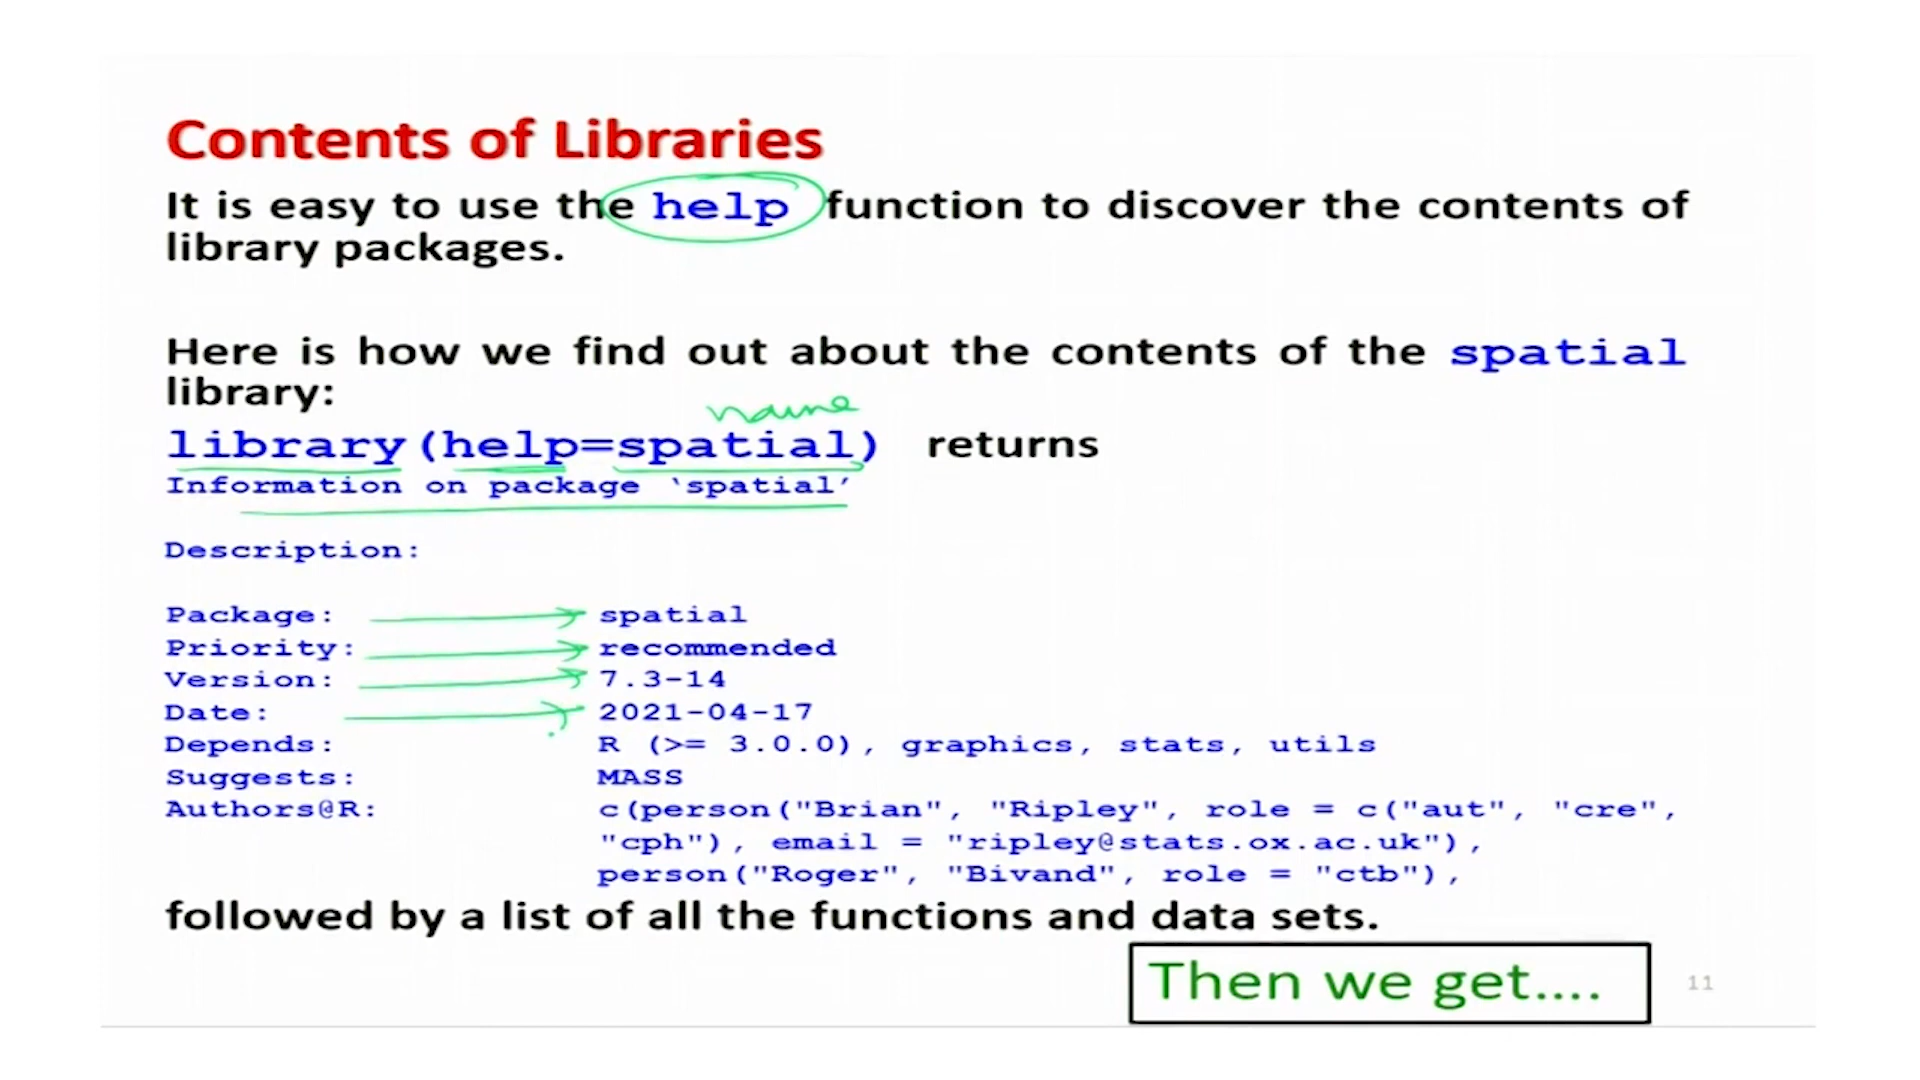 Contents of Libraries
It is easy to use the help function to discover the contents of
library packages.
Here is how we find out about the contents of the spatial
library:
name
library(help=spatial) returns
Information on package ‘spatial’
Description:
Package: spatial
Priority: recommended
Version: 7.3-14
Date: 2021-04-17
Depends: R (>= 3.0.0), graphics, stats, utils
Suggests: MASS
Authors@R: c(person("Brian", "Ripley", role = c("aut", "cre",
"cph"), email = "ripley@stats.ox.ac.uk"),
person("Roger", "Bivand", role = "ctb"),
followed by a list of all the functions and data sets.
Then we get....
11